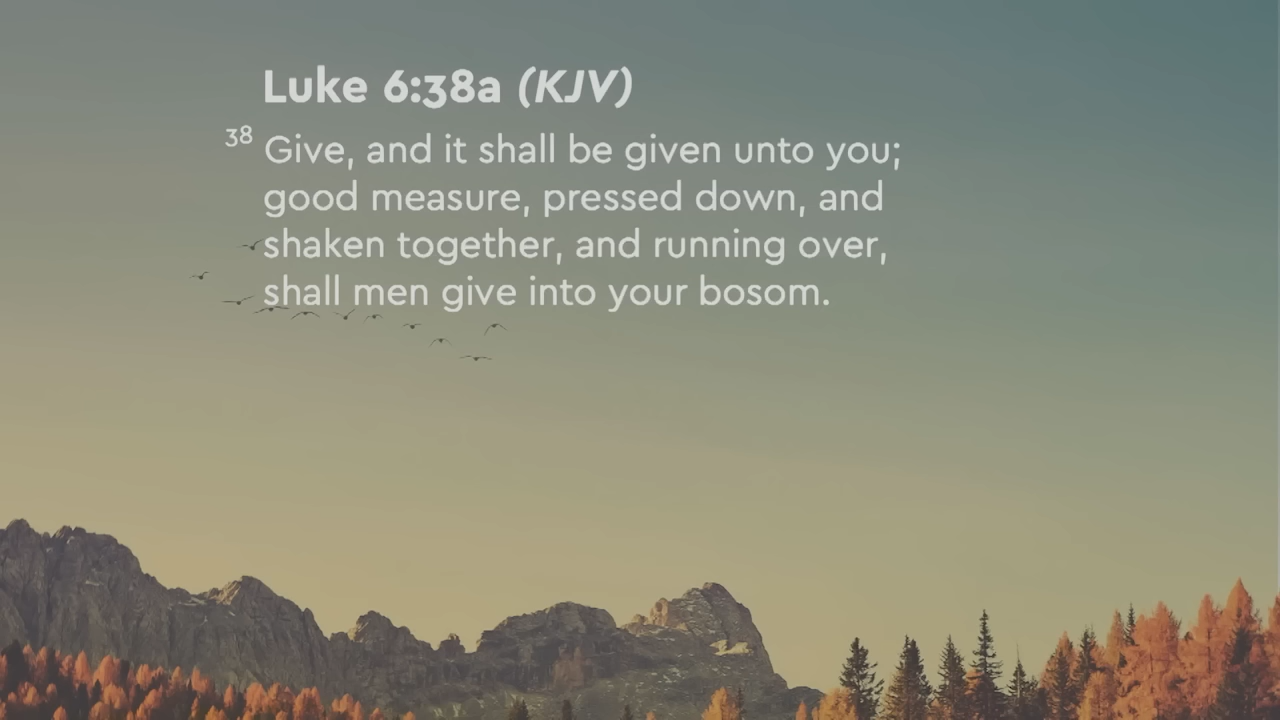 Luke 6:38a (KJV)
38 Give, and it shall be given unto you;
good measure, pressed down, and
shaken together, and running over,
shall men give into your bosom.